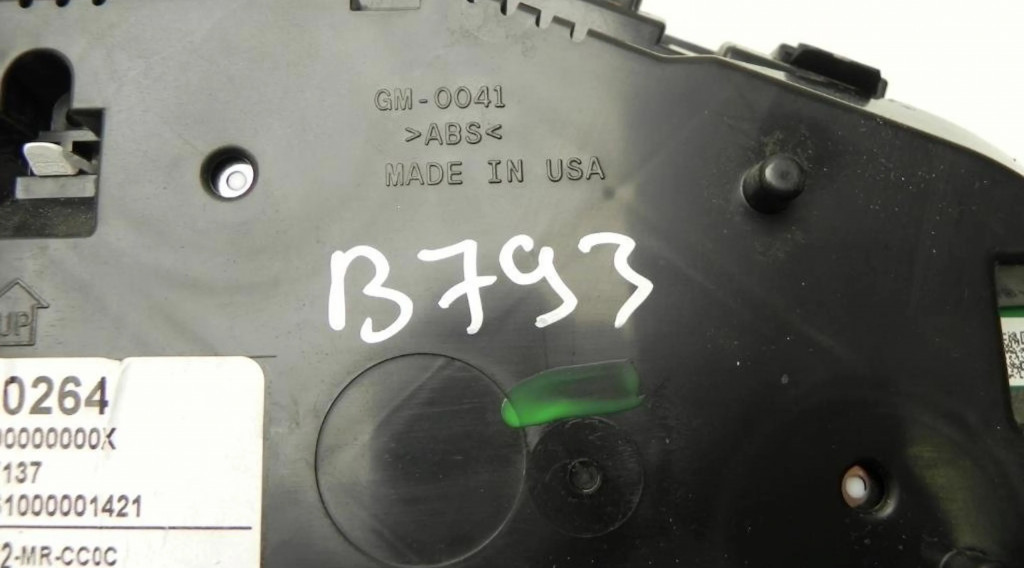 GM-0041
>ABS<
MADE IN USA
B793
UP
0264
00000000X
137
1000001421
2-MR-CC0C